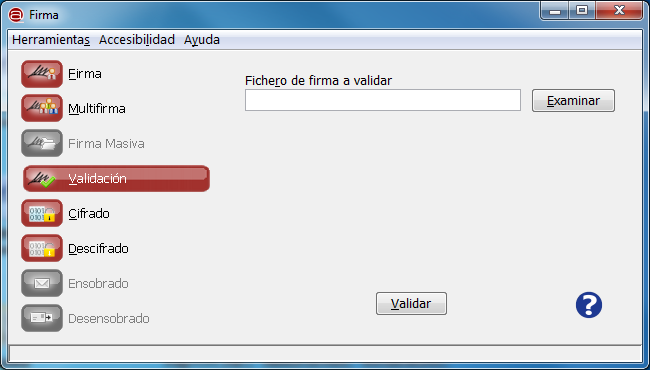 Firma
Herramientas Accesibilidad Ayuda
Firma
Multifirma
Firma Masiva
Validación
Cifrado
Descifrado
Ensobrado
Desensobrado
Fichero de firma a validar
Examinar
Validar
?